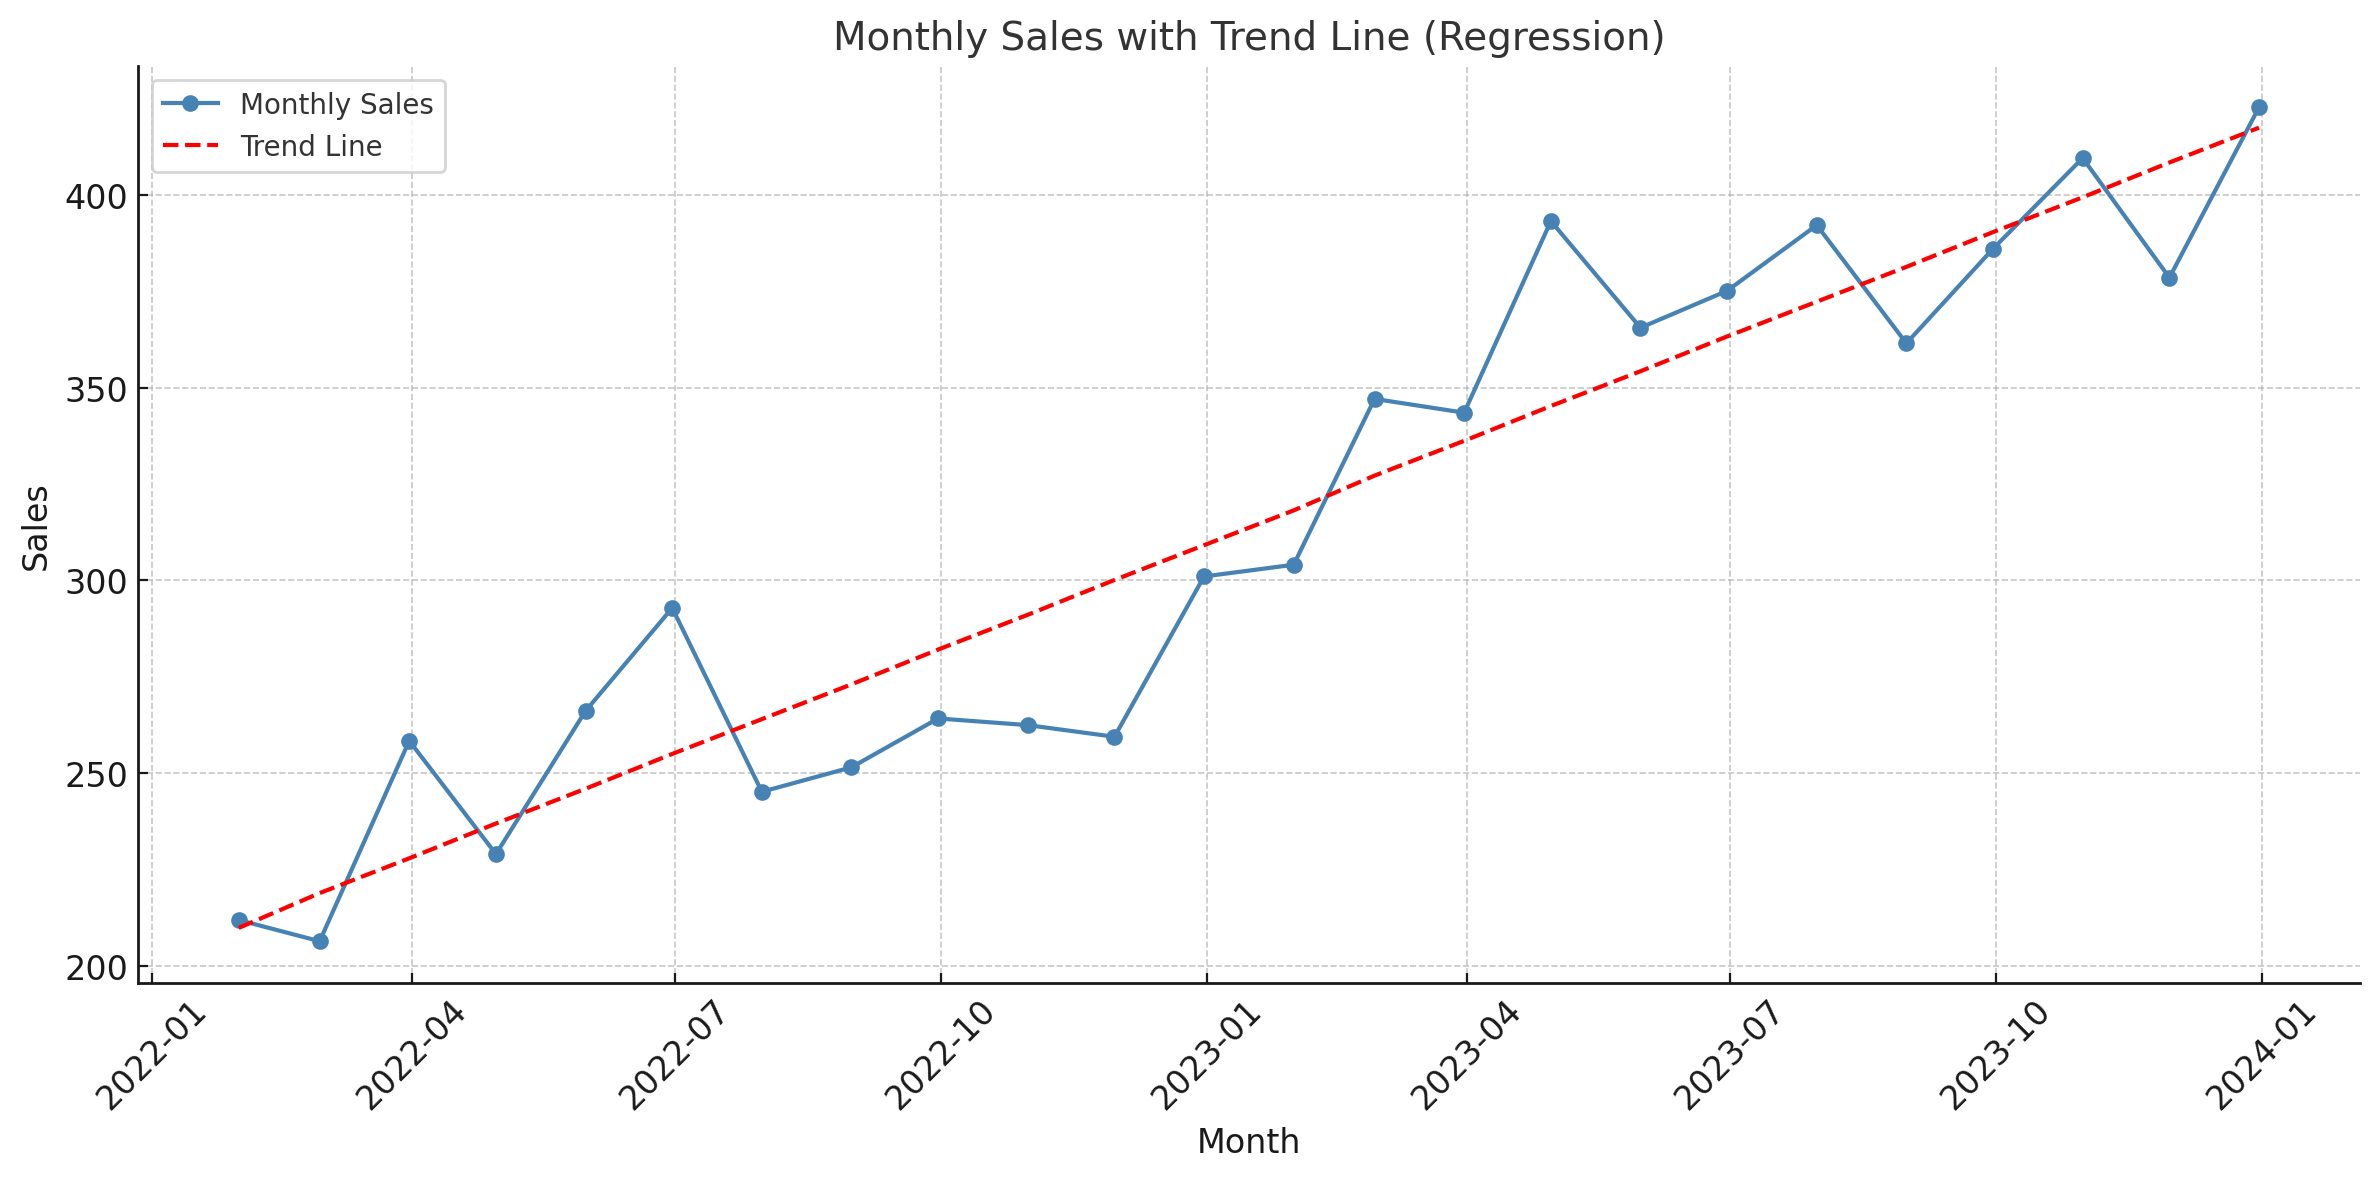 Monthly Sales with Trend Line (Regression)
Monthly Sales
Trend Line
400
350
300
250
200
Sales
2022-01
2022-04
2022-07
2022-10
2023-01
2023-04
2023-07
2023-10
2024-01
Month